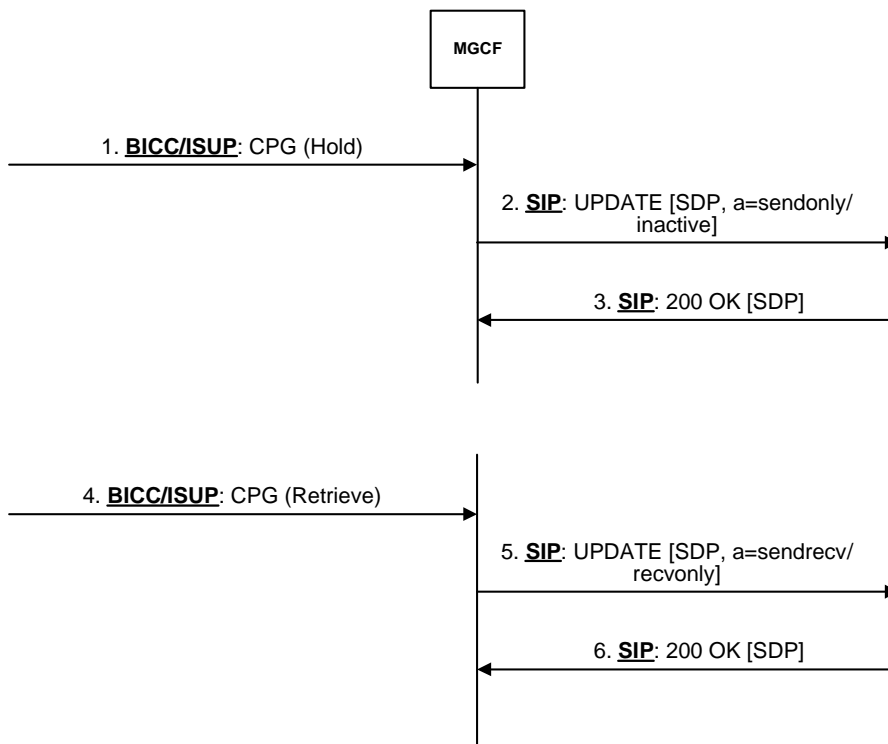 MGCF
1. BICC/ISUP: CPG (Hold)
2. SIP: UPDATE [SDP, a=sendonly/
inactive]
3. SIP: 200 OK [SDP]
4. BICC/ISUP: CPG (Retrieve)
5. SIP: UPDATE [SDP, a=sendrecv/
recvonly]
6. SIP: 200 OK [SDP]